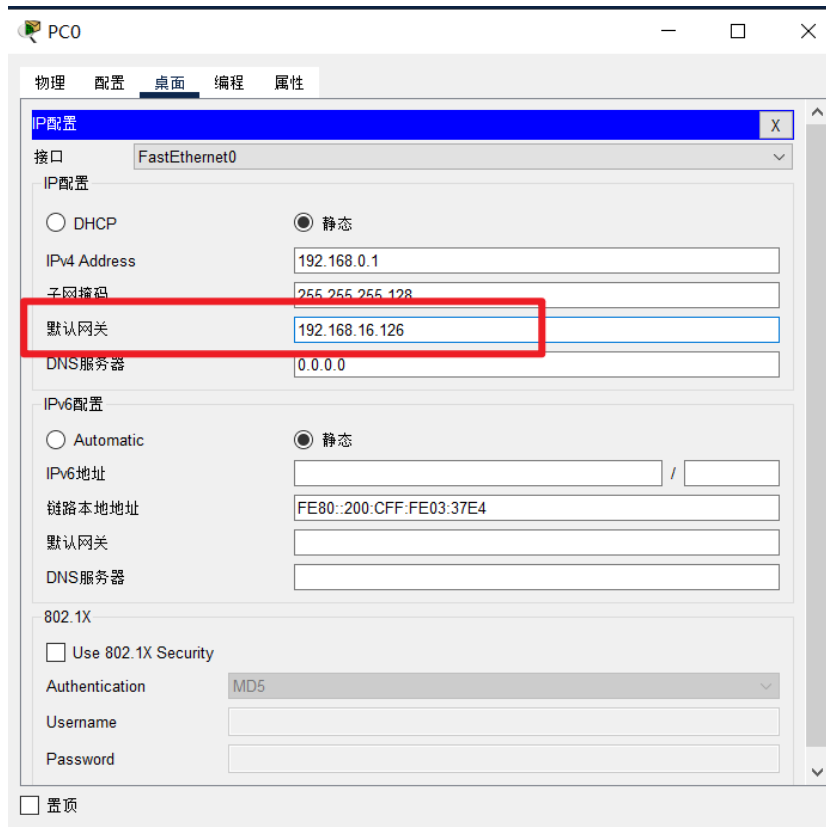 PC0
物理 配置 桌面 编程 属性
IP配置 X
接口 FastEthernet0
IP配置
DHCP 静态
IPv4 Address 192.168.0.1
子网掩码 255.255.255.128
默认网关 192.168.16.126
DNS服务器 0.0.0.0
IPv6配置
Automatic 静态
IPv6地址 /
链路本地地址 FE80::200:CFF:FE03:37E4
默认网关
DNS服务器
802.1X
Use 802.1X Security
Authentication MD5
Username
Password
置顶